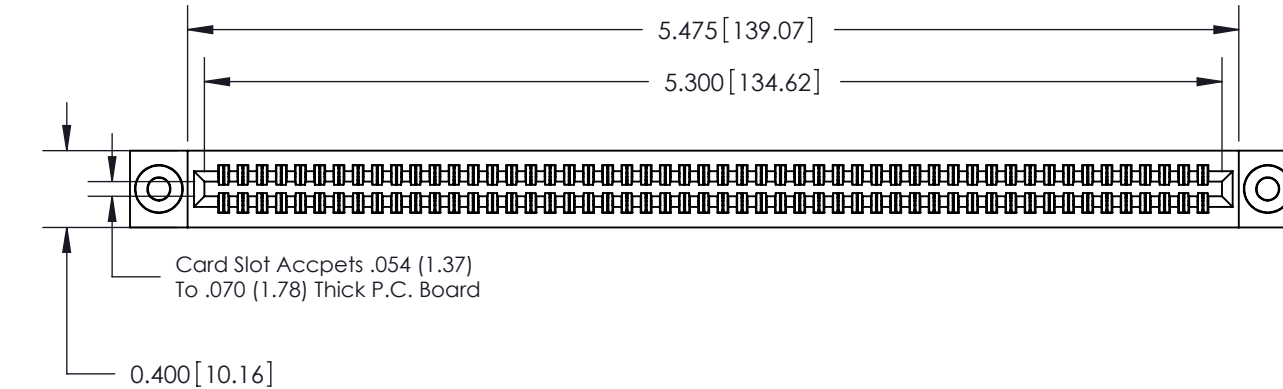 5.475[139.07]
5.300[134.62]
Card Slot Accpets .054 (1.37)
To .070 (1.78) Thick P.C. Board
0.400[10.16]